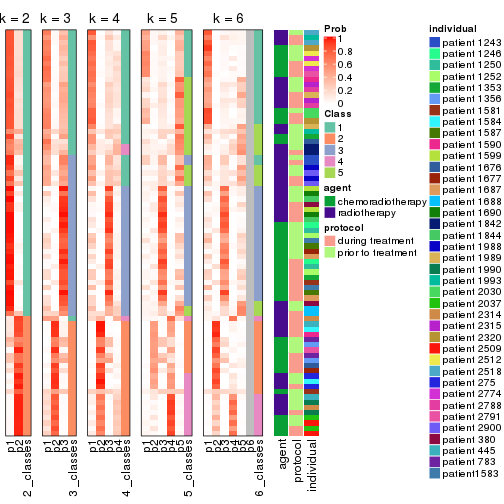 k = 2 k = 3 k = 4 k = 5 k = 6
p1
p2
2_classes
p1
p2
p3
3_classes
p1
p2
p3
p4
4_classes
p1
p2
p3
p4
p5
5_classes
p1
p2
p3
p4
p5
p6
6_classes
agent
protocol
individual
Prob
1
0.8
0.6
0.4
0.2
0
Class
1
2
3
4
5
agent
chemoradiotherapy
radiotherapy
protocol
during treatment
prior to treatment
individual
patient 1243
patient 1246
patient 1250
patient 1252
patient 1353
patient 1356
patient 1581
patient 1584
patient 1587
patient 1590
patient 1599
patient 1676
patient 1677
patient 1687
patient 1688
patient 1690
patient 1842
patient 1844
patient 1988
patient 1989
patient 1990
patient 1993
patient 2030
patient 2037
patient 2314
patient 2315
patient 2320
patient 2509
patient 2512
patient 2518
patient 275
patient 2774
patient 2788
patient 2791
patient 2900
patient 380
patient 445
patient 783
patient1583